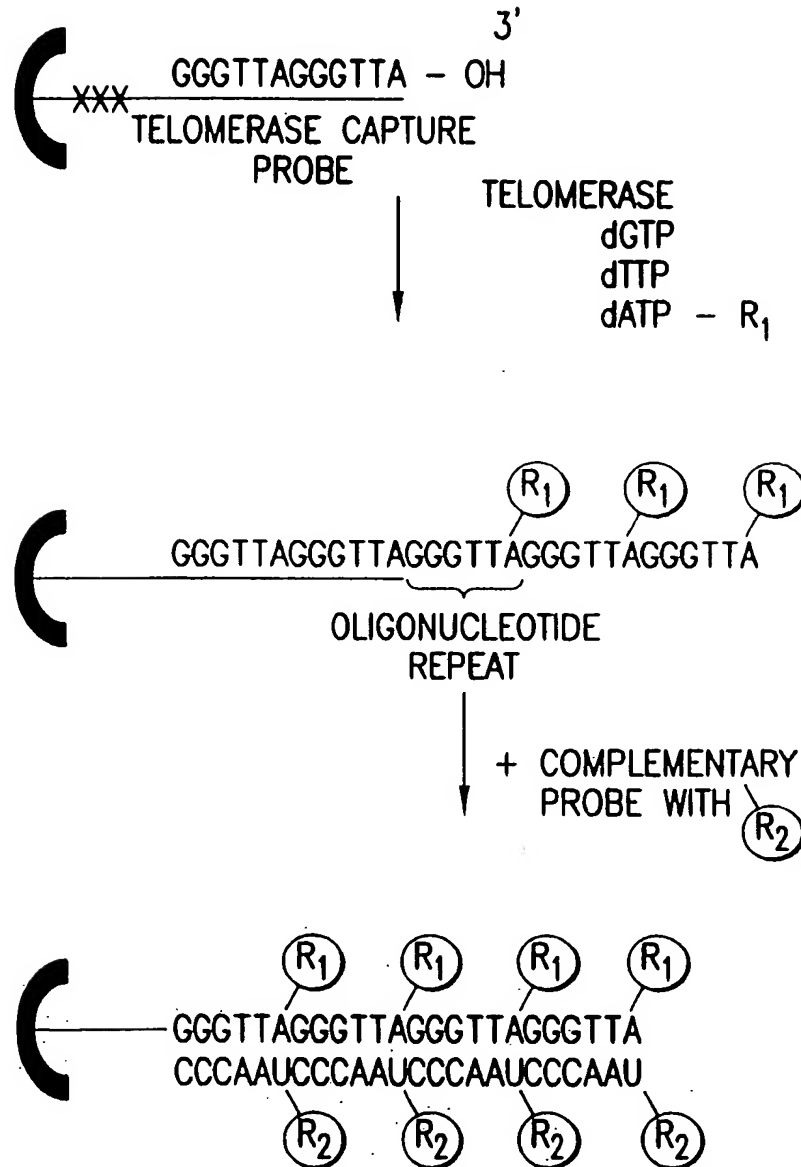 3'
GGGTTAGGGTTA – OH
XXX
TELOMERASE CAPTURE
PROBE
TELOMERASE
dGTP
dTTP
dATP – R₁
R₁ R₁ R₁
GGGTTAGGGTTAGGGTTAGGGTTAGGGTTA
OLIGONUCLEOTIDE
REPEAT
+ COMPLEMENTARY
PROBE WITH
R₂
R₁ R₁ R₁ R₁
GGGTTAGGGTTAGGGTTAGGGTTA
CCCAAUCCCAAUCCCAAUCCCAAU
R₂ R₂ R₂ R₂